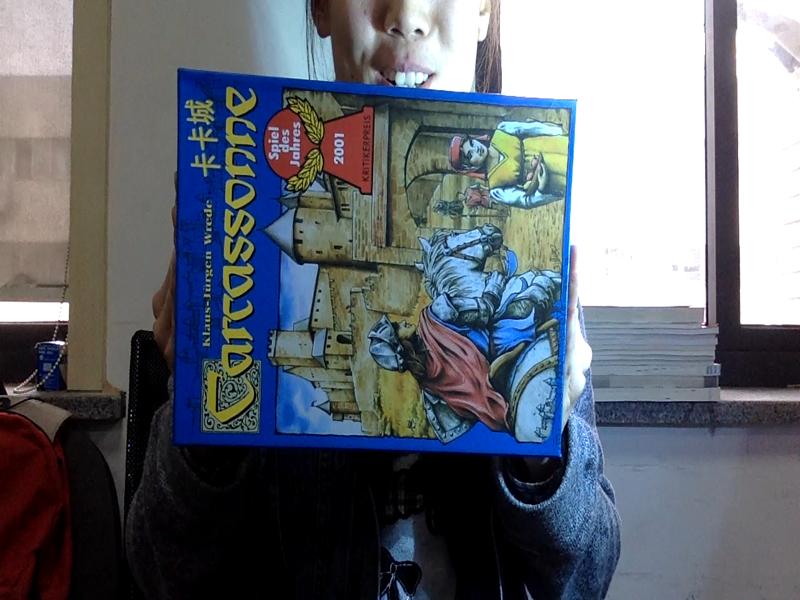 卡卡城
Klaus-Jürgen Wrede
Carcassonne
Spiel
des
Jahres
2001
KRITIKERPREIS